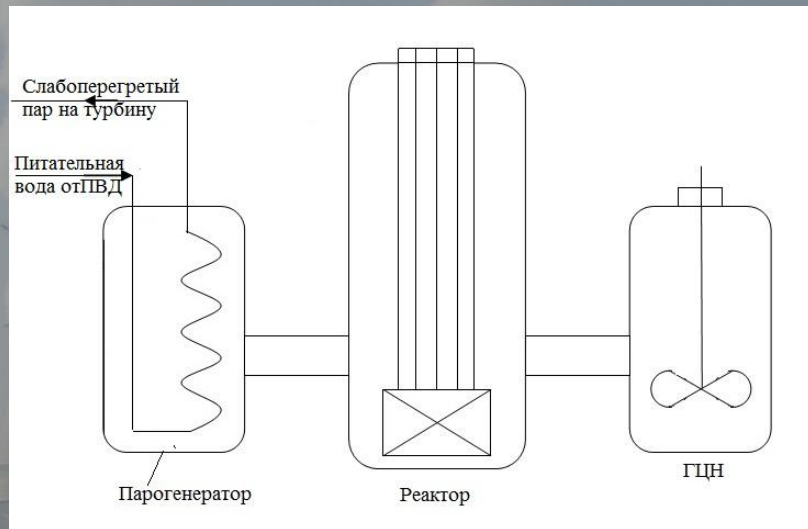 Слабоперегретый
пар на турбину
Питательная
вода отПВД
Парогенератор
Реактор
ГЦН